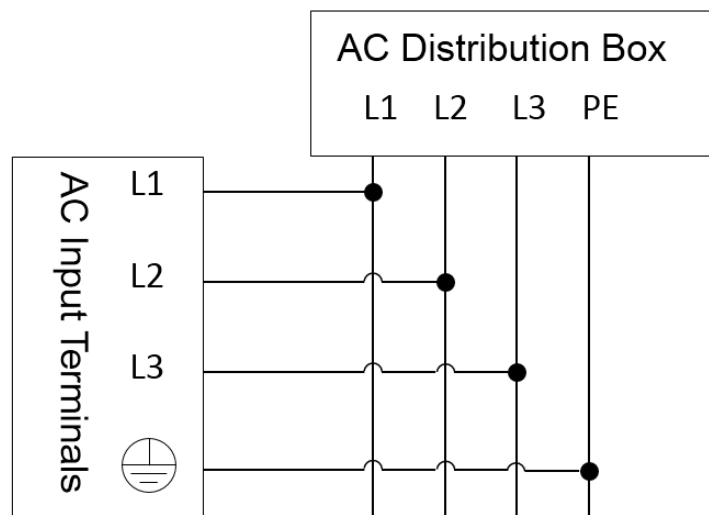 AC Distribution Box
L1 L2 L3 PE
AC Input Terminals
L1
L2
L3